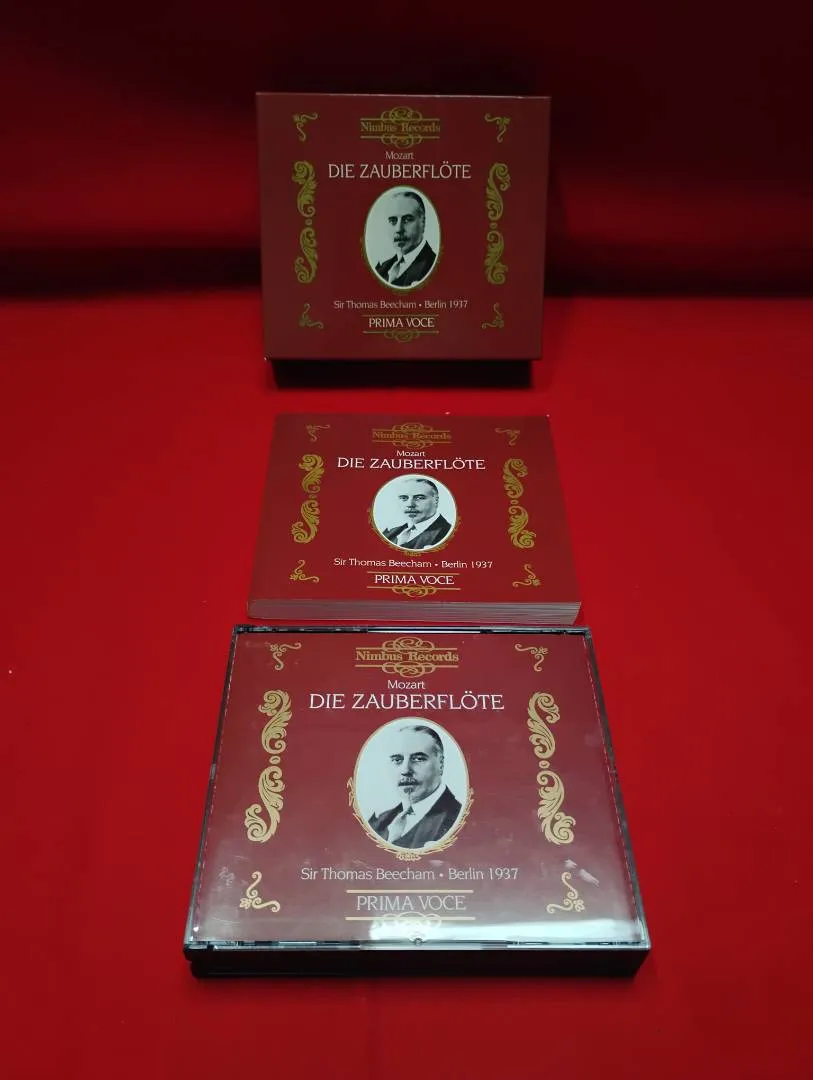 Nimbus Records
Mozart
DIE ZAUBERFLÖTE
Sir Thomas Beecham • Berlin 1937
PRIMA VOCE
Nimbus Records
Mozart
DIE ZAUBERFLÖTE
Sir Thomas Beecham • Berlin 1937
PRIMA VOCE
Nimbus Records
Mozart
DIE ZAUBERFLÖTE
Sir Thomas Beecham • Berlin 1937
PRIMA VOCE